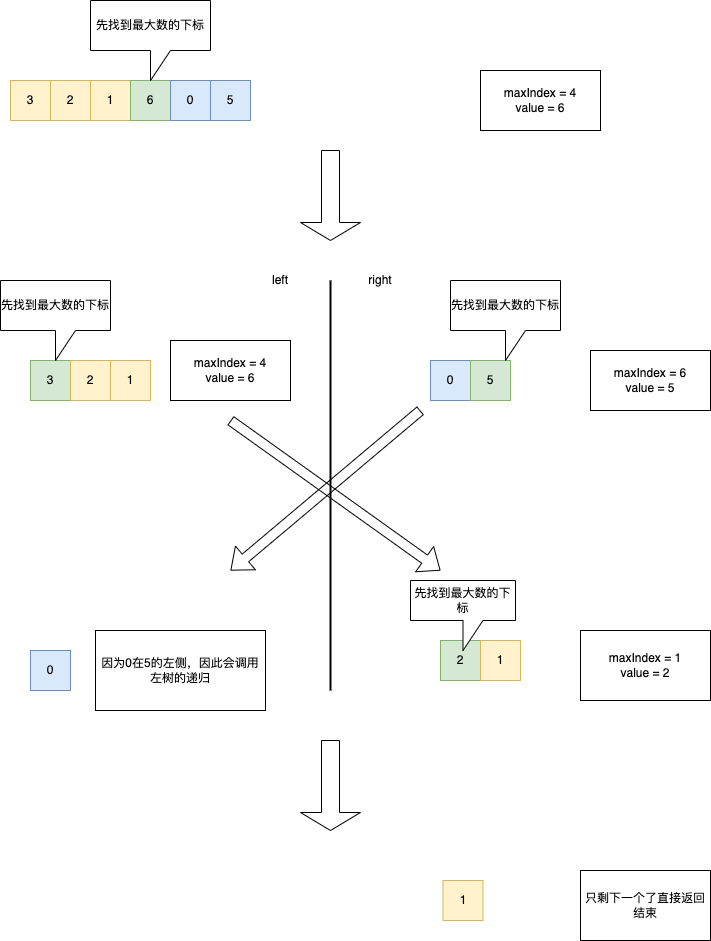 先找到最大数的下标
3 2 1 6 0 5
maxIndex = 4
value = 6
left
right
先找到最大数的下标
3 2 1
maxIndex = 4
value = 6
先找到最大数的下标
0 5
maxIndex = 6
value = 5
0
因为0在5的左侧，因此会调用
左树的递归
先找到最大数的下
标
2 1
maxIndex = 1
value = 2
1
只剩下一个了直接返回
结束